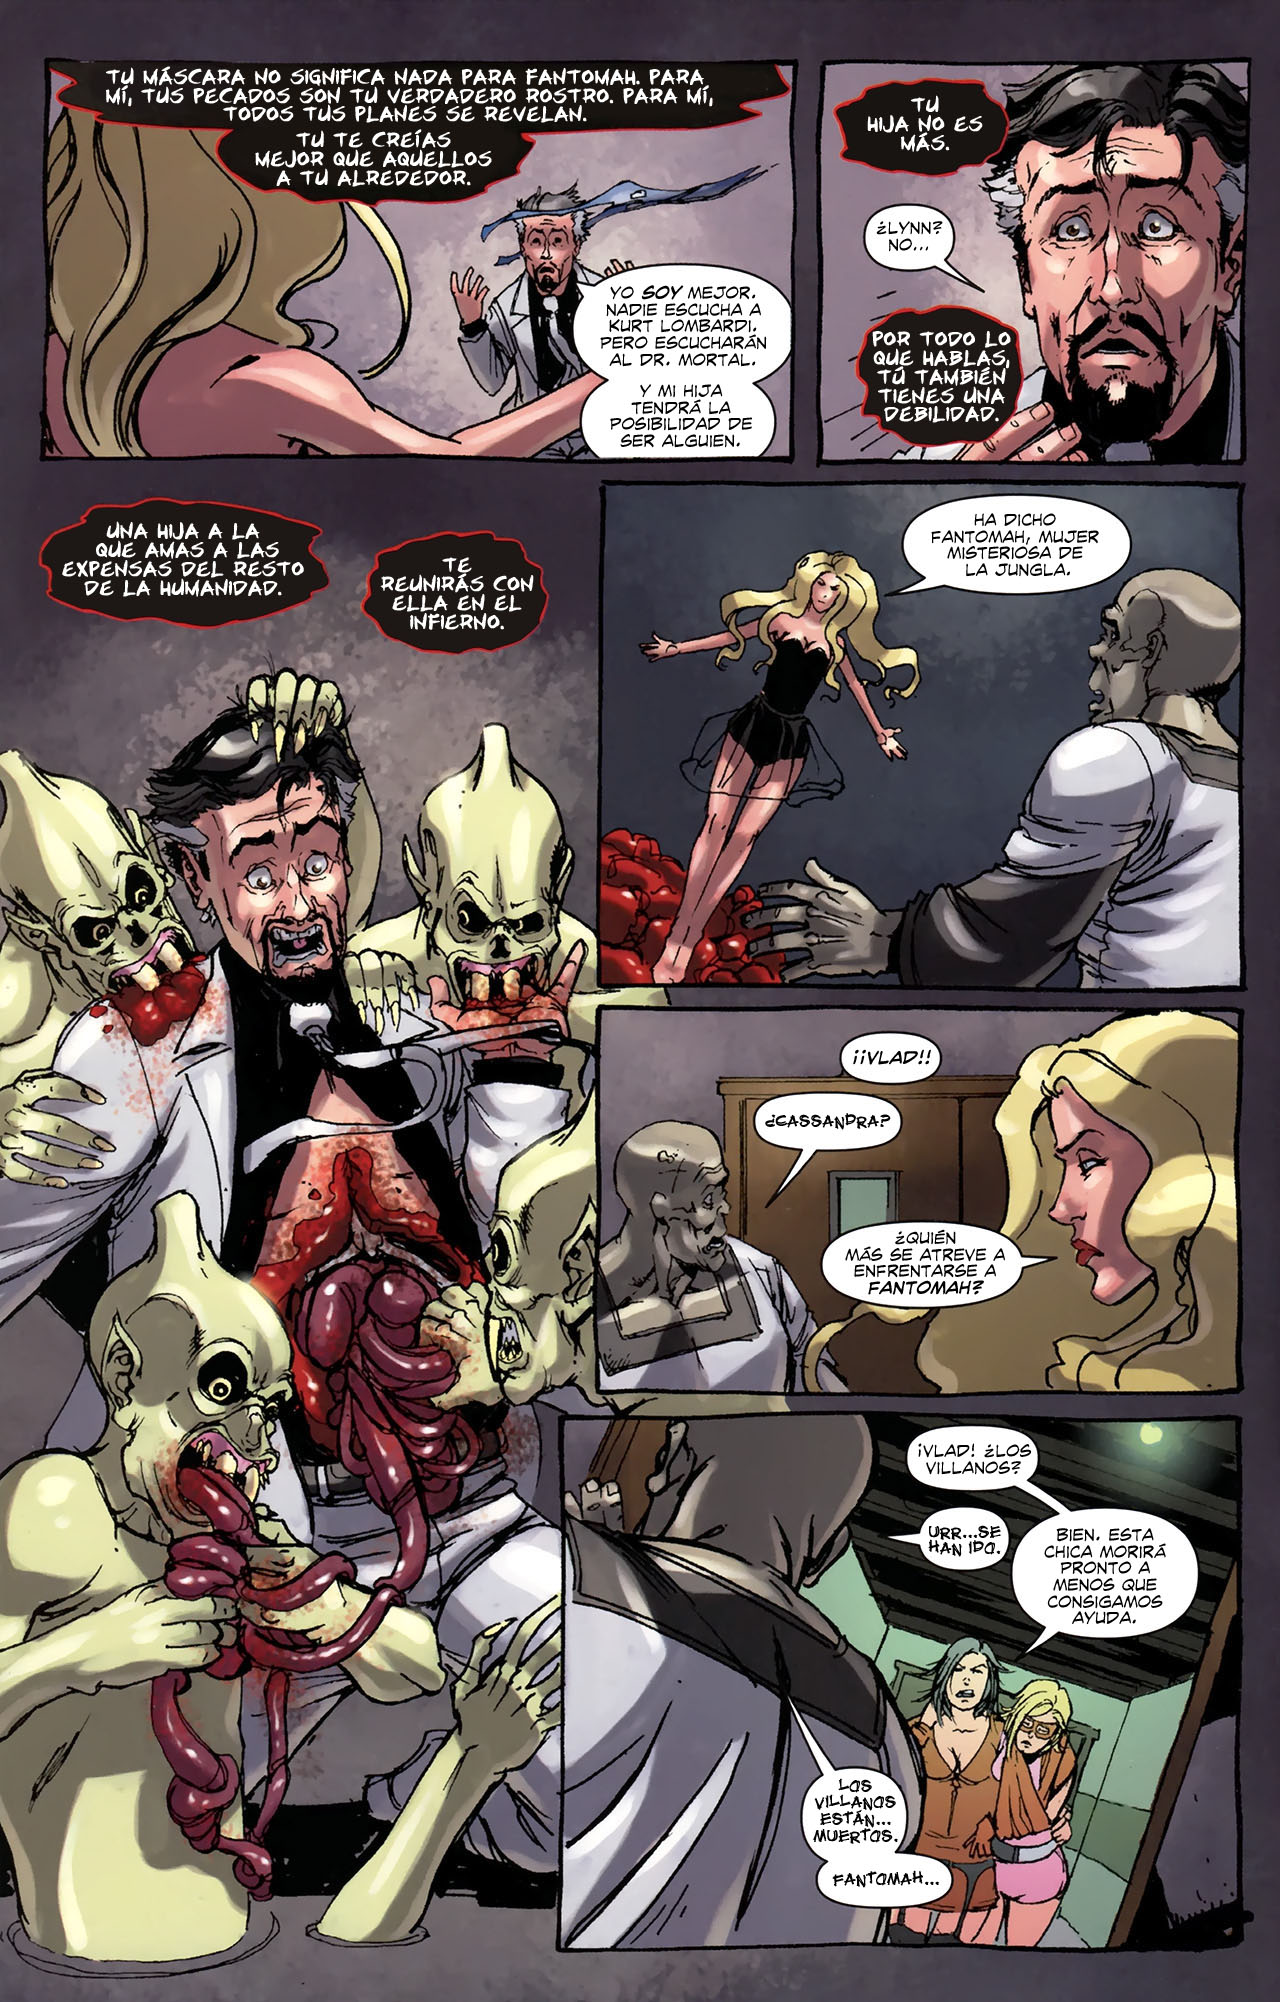 TU MÁSCARA NO SIGNIFICA NADA PARA FANTOMAH. PARA
MÍ, TUS PECADOS SON TU VERDADERO ROSTRO. PARA MÍ,
TODOS TUS PLANES SE REVELAN.
TU TE CREÍAS
MEJOR QUE AQUELLOS
A TU ALREDEDOR.
YO SOY MEJOR.
NADIE ESCUCHA A
KURT LOMBARDI.
PERO ESCUCHARÁN
AL DR. MORTAL.
Y MI HIJA
TENDRÁ LA
POSIBILIDAD DE
SER ALGUIEN.
TU
HIJA NO ES
MÁS.
¿LYNN?
NO...
POR TODO LO
QUE HABLAS,
TÚ TAMBIÉN
TIENES UNA
DEBILIDAD.
UNA HIJA A LA
QUE AMAS A LAS
EXPENSAS DEL RESTO
DE LA HUMANIDAD.
TE
REUNIRÁS CON
ELLA EN EL
INFIERNO.
HA DICHO
FANTOMAH, MUJER
MISTERIOSA DE
LA JUNGLA.
¡¡VLAD!!
¿CASSANDRA?
¿QUIÉN
MÁS SE ATREVE A
ENFRENTARSE A
FANTOMAH?
¡VLAD! ¿LOS
VILLANOS?
URR...SE
HAN IDO.
BIEN. ESTA
CHICA MORIRÁ
PRONTO A
MENOS QUE
CONSIGAMOS
AYUDA.
LOS
VILLANOS
ESTÁN...
MUERTOS.
FANTOMAH...